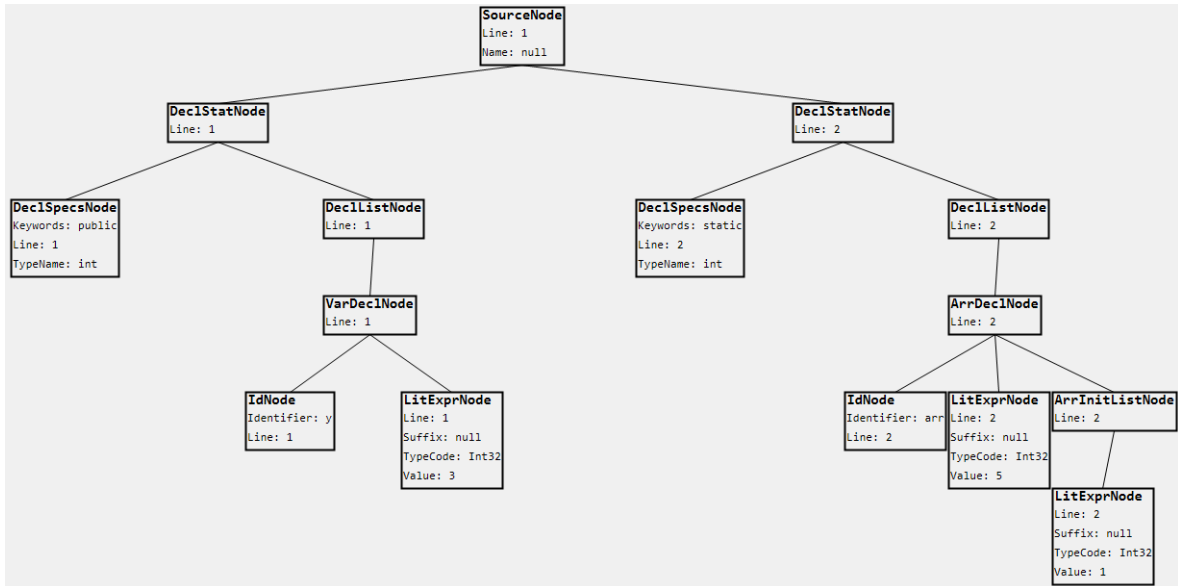 SourceNode
Line: 1
Name: null
DeclStatNode
Line: 1
DeclStatNode
Line: 2
DeclSpecsNode
Keywords: public
Line: 1
TypeName: int
DeclListNode
Line: 1
DeclSpecsNode
Keywords: static
Line: 2
TypeName: int
DeclListNode
Line: 2
VarDeclNode
Line: 1
ArrDeclNode
Line: 2
IdNode
Identifier: y
Line: 1
LitExprNode
Line: 1
Suffix: null
TypeCode: Int32
Value: 3
IdNode
Identifier: arr
Line: 2
LitExprNode
Line: 2
Suffix: null
TypeCode: Int32
Value: 5
ArrInitListNode
Line: 2
LitExprNode
Line: 2
Suffix: null
TypeCode: Int32
Value: 1